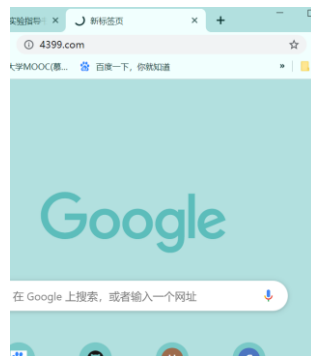 实验指导
新标签页
4399.com
大学MOOC(慕... 百度一下，你就知道 »
Google
在 Google 上搜索，或者输入一个网址